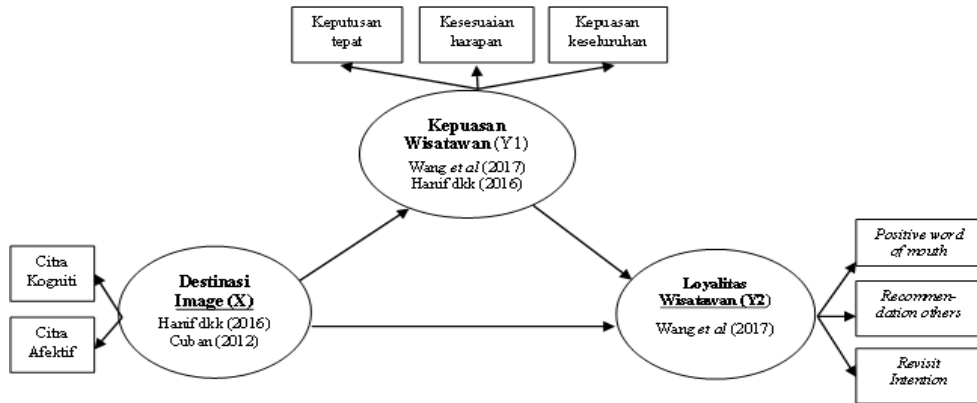 Keputusan
tepat
Kesesuaian
harapan
Kepuasan
keseluruhan
Kepuasan
Wisatawan (Y1)
Wang et al (2017)
Hanif dkk (2016)
Citra
Kogniti
Citra
Afektif
Destinasi
Image (X)
Hanif dkk (2016)
Cuban (2012)
Loyalitas
Wisatawan (Y2)
Wang et al (2017)
Positive word
of mouth
Recommen-
dation others
Revisit
Intention